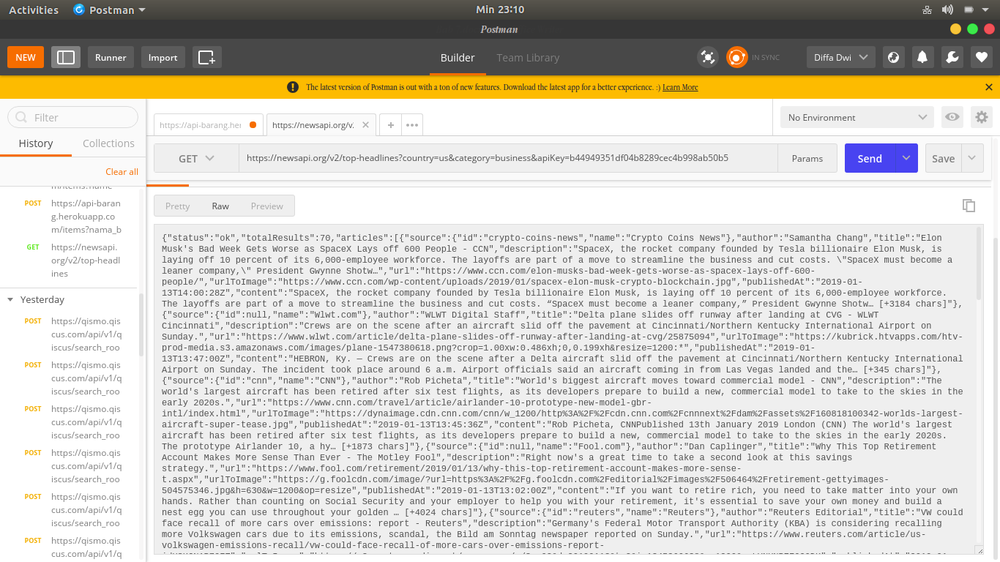 Activities Postman Min 23:10
Postman
NEW Runner Import Builder Team Library IN SYNC Diffa Dwi
The latest version of Postman is out with a ton of new features. Download the latest app for a better experience. :) Learn More
Filter
History Collections
Clear all
m/items?name
POST https://api-baran
g.herokuapp.co
m/items?nama_b
GET https://newsapi.
org/v2/top-headl
ines
Yesterday
POST https://qismo.qis
cus.com/api/v1/q
iscus/search_roo
POST https://qismo.qis
cus.com/api/v1/q
iscus/search_roo
POST https://qismo.qis
cus.com/api/v1/q
iscus/search_roo
POST https://qismo.qis
cus.com/api/v1/q
iscus/search_roo
POST https://qismo.qis
cus.com/api/v1/q
iscus/search_roo
POST https://qismo.qis
cus.com/api/v1/q
https://api-barang.her https://newsapi.org/v. No Environment
GET https://newsapi.org/v2/top-headlines?country=us&category=business&apiKey=b44949351df04b8289cec4b998ab50b5 Params Send Save
Pretty Raw Preview
{"status":"ok","totalResults":70,"articles":[{"source":{"id":"crypto-coins-news","name":"Crypto Coins News"},"author":"Samantha Chang","title":"Elon
Musk's Bad Week Gets Worse as SpaceX Lays off 600 People - CCN","description":"SpaceX, the rocket company founded by Tesla billionaire Elon Musk, is
laying off 10 percent of its 6,000-employee workforce. The layoffs are part of a move to streamline the business and cut costs. \"SpaceX must become a
leaner company,\" President Gwynne Shotw…","url":"https://www.ccn.com/elon-musks-bad-week-gets-worse-as-spacex-lays-off-600-
people/","urlToImage":"https://www.ccn.com/wp-content/uploads/2019/01/spacex-elon-musk-crypto-blockchain.jpg","publishedAt":"2019-01-
13T14:00:28Z","content":"SpaceX, the rocket company founded by Tesla billionaire Elon Musk, is laying off 10 percent of its 6,000-employee workforce.
The layoffs are part of a move to streamline the business and cut costs. “SpaceX must become a leaner company,” President Gwynne Shotw… [+3184 chars]"},
{"source":{"id":null,"name":"Wlwt.com"},"author":"WLWT Digital Staff","title":"Delta plane slides off runway after landing at CVG - WLWT
Cincinnati","description":"Crews are on the scene after an aircraft slid off the pavement at Cincinnati/Northern Kentucky International Airport on
Sunday.","url":"https://www.wlwt.com/article/delta-plane-slides-off-runway-after-landing-at-cvg/25875094","urlToImage":"https://kubrick.htvapps.com/htv-
prod-media.s3.amazonaws.com/images/plane-1547380618.png?crop=1.00xw:0.486xh;0,0.199xh&resize=1200:*","publishedAt":"2019-01-
13T13:47:00Z","content":"HEBRON, Ky. — Crews are on the scene after a Delta aircraft slid off the pavement at Cincinnati/Northern Kentucky International
Airport on Sunday. The incident took place around 6 a.m. Airport officials said an aircraft coming in from Las Vegas landed and the… [+345 chars]"},
{"source":{"id":"cnn","name":"CNN"},"author":"Rob Picheta","title":"World's biggest aircraft moves toward commercial model - CNN","description":"The
world's largest aircraft has been retired after six test flights, as its developers prepare to build a new, commercial model to take to the skies in the
early 2020s.","url":"https://www.cnn.com/travel/article/airlander-10-prototype-new-model-gbr-
intl/index.html","urlToImage":"https://dynaimage.cdn.cnn.com/cnn/w_1200/http%3A%2F%2Fcdn.cnn.com%2Fcnnnext%2Fdam%2Fassets%2F160818100342-worlds-largest-
aircraft-super-tease.jpg","publishedAt":"2019-01-13T13:45:36Z","content":"Rob Picheta, CNNPublished 13th January 2019 London (CNN) The world's largest
aircraft has been retired after six test flights, as its developers prepare to build a new, commercial model to take to the skies in the early 2020s.
The prototype Airlander 10, a hy… [+1873 chars]"},{"source":{"id":null,"name":"Fool.com"},"author":"Dan Caplinger","title":"Why This Top Retirement
Account Makes More Sense Than Ever - The Motley Fool","description":"Right now's a great time to take a second look at this savings
strategy.","url":"https://www.fool.com/retirement/2019/01/13/why-this-top-retirement-account-makes-more-sense-
t.aspx","urlToImage":"https://g.foolcdn.com/image/?url=https%3A%2F%2Fg.foolcdn.com%2Feditorial%2Fimages%2F506464%2Fretirement-gettyimages-
504575346.jpg&h=630&w=1200&op=resize","publishedAt":"2019-01-13T13:02:00Z","content":"If you want to retire rich, you need to take matter into your own
hands. Rather than counting on Social Security and your employer to help you with your retirement, it's essential to save your own money and build a
nest egg you can use throughout your golden … [+4024 chars]"},{"source":{"id":"reuters","name":"Reuters"},"author":"Reuters Editorial","title":"VW could
face recall of more cars over emissions: report - Reuters","description":"Germany's Federal Motor Transport Authority (KBA) is considering recalling
more Volkswagen cars due to its emissions, scandal, the Bild am Sonntag newspaper reported on Sunday.","url":"https://www.reuters.com/article/us-
volkswagen-emissions-recall/vw-could-face-recall-of-more-cars-over-emissions-report-